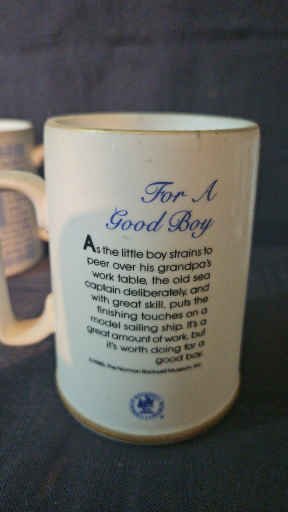 For A
Good Boy
As the little boy strains to
peer over his grandpa's
work table, the old sea
captain deliberately, and
with great skill, puts the
finishing touches on a
model sailing ship. It's a
great amount of work, but
it's worth doing for a
good boy.
The Norman Rockwell Museum, Inc.